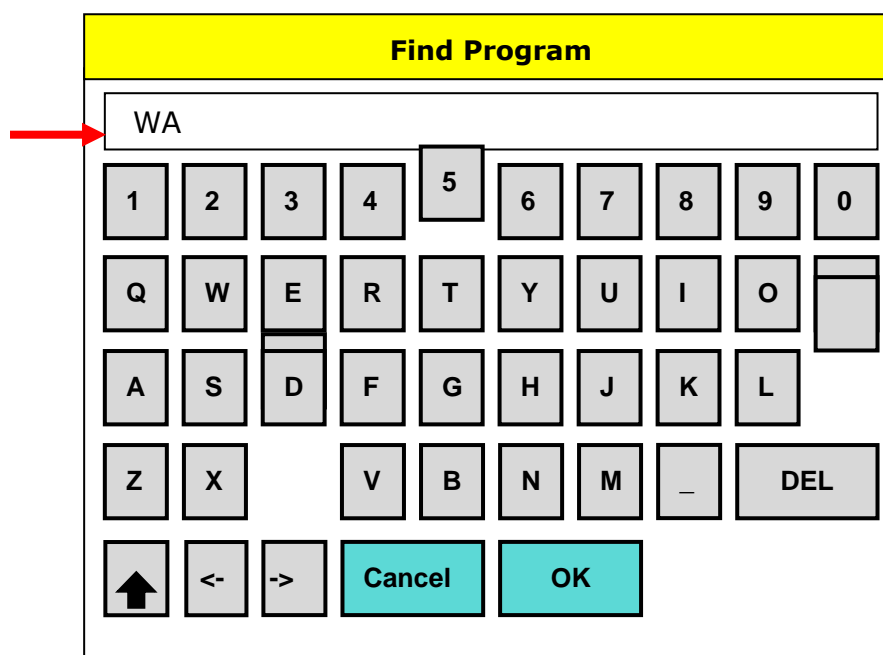 Find Program
WA
1 2 3 4 5 6 7 8 9 0
Q W E R T Y U I O
A S D F G H J K L
Z X V B N M _ DEL
<- -> Cancel OK